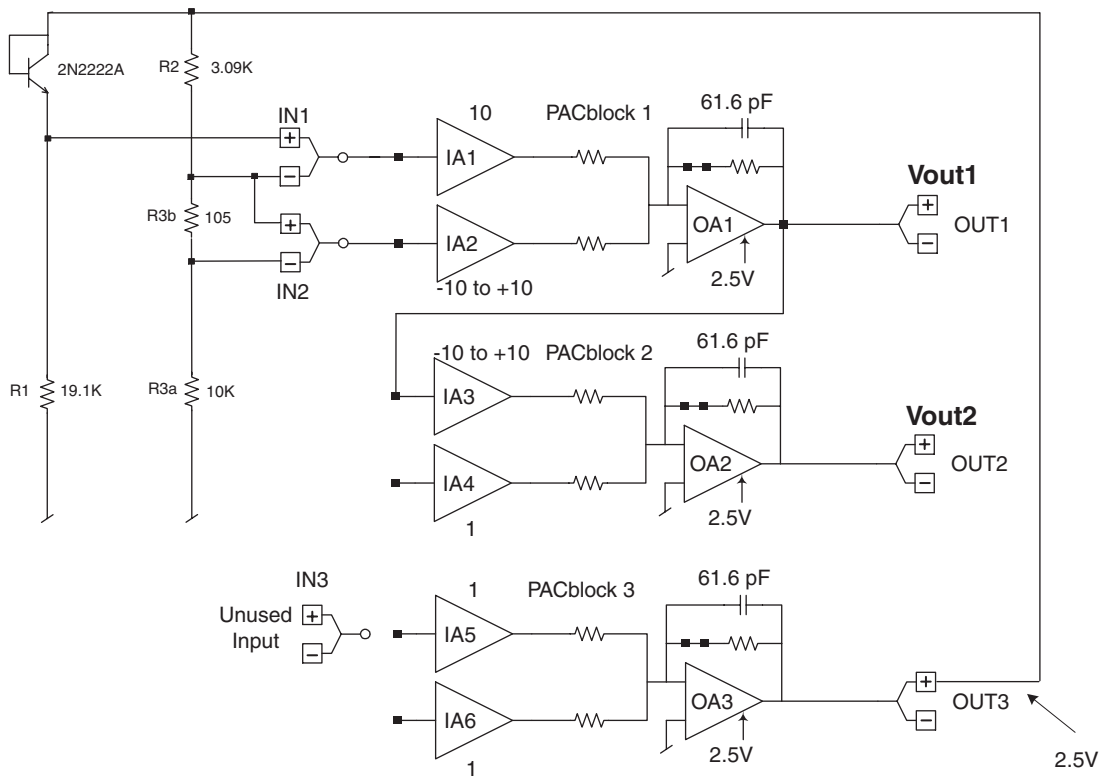 2N2222A
R2
3.09K
IN1
+
−
R3b
105
+
−
IN2
R1
19.1K
R3a
10K
10
PACblock 1
61.6 pF
IA1
IA2
OA1
-10 to +10
2.5V
Vout1
+
−
OUT1
-10 to +10
PACblock 2
61.6 pF
IA3
IA4
OA2
1
2.5V
Vout2
+
−
OUT2
IN3
Unused
Input
+
−
1
PACblock 3
61.6 pF
IA5
IA6
OA3
1
2.5V
+
−
OUT3
2.5V